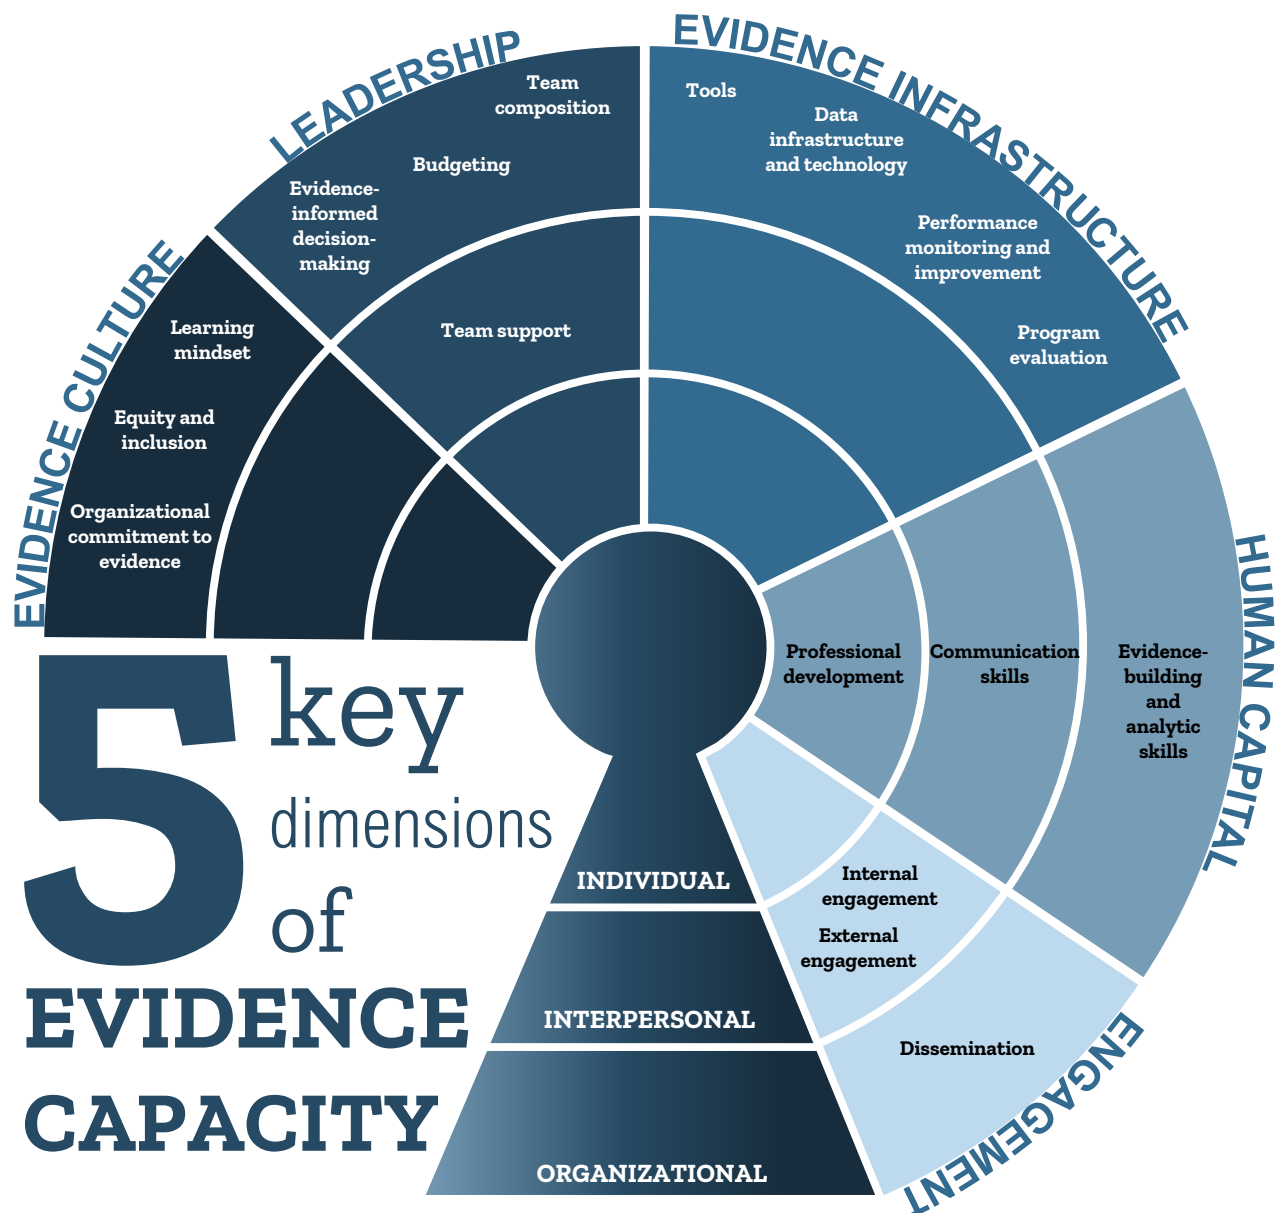 EVIDENCE CULTURE
Learning
mindset
Equity and
inclusion
Organizational
commitment to
evidence
LEADERSHIP
Team
composition
Budgeting
Evidence-
informed
decision-
making
Team support
EVIDENCE INFRASTRUCTURE
Tools
Data
infrastructure
and technology
Performance
monitoring and
improvement
Program
evaluation
HUMAN CAPITAL
Professional
development
Communication
skills
Evidence-
building
and
analytic
skills
ENGAGEMENT
Internal
engagement
External
engagement
Dissemination
INDIVIDUAL
INTERPERSONAL
ORGANIZATIONAL
5 key
dimensions
of
EVIDENCE
CAPACITY